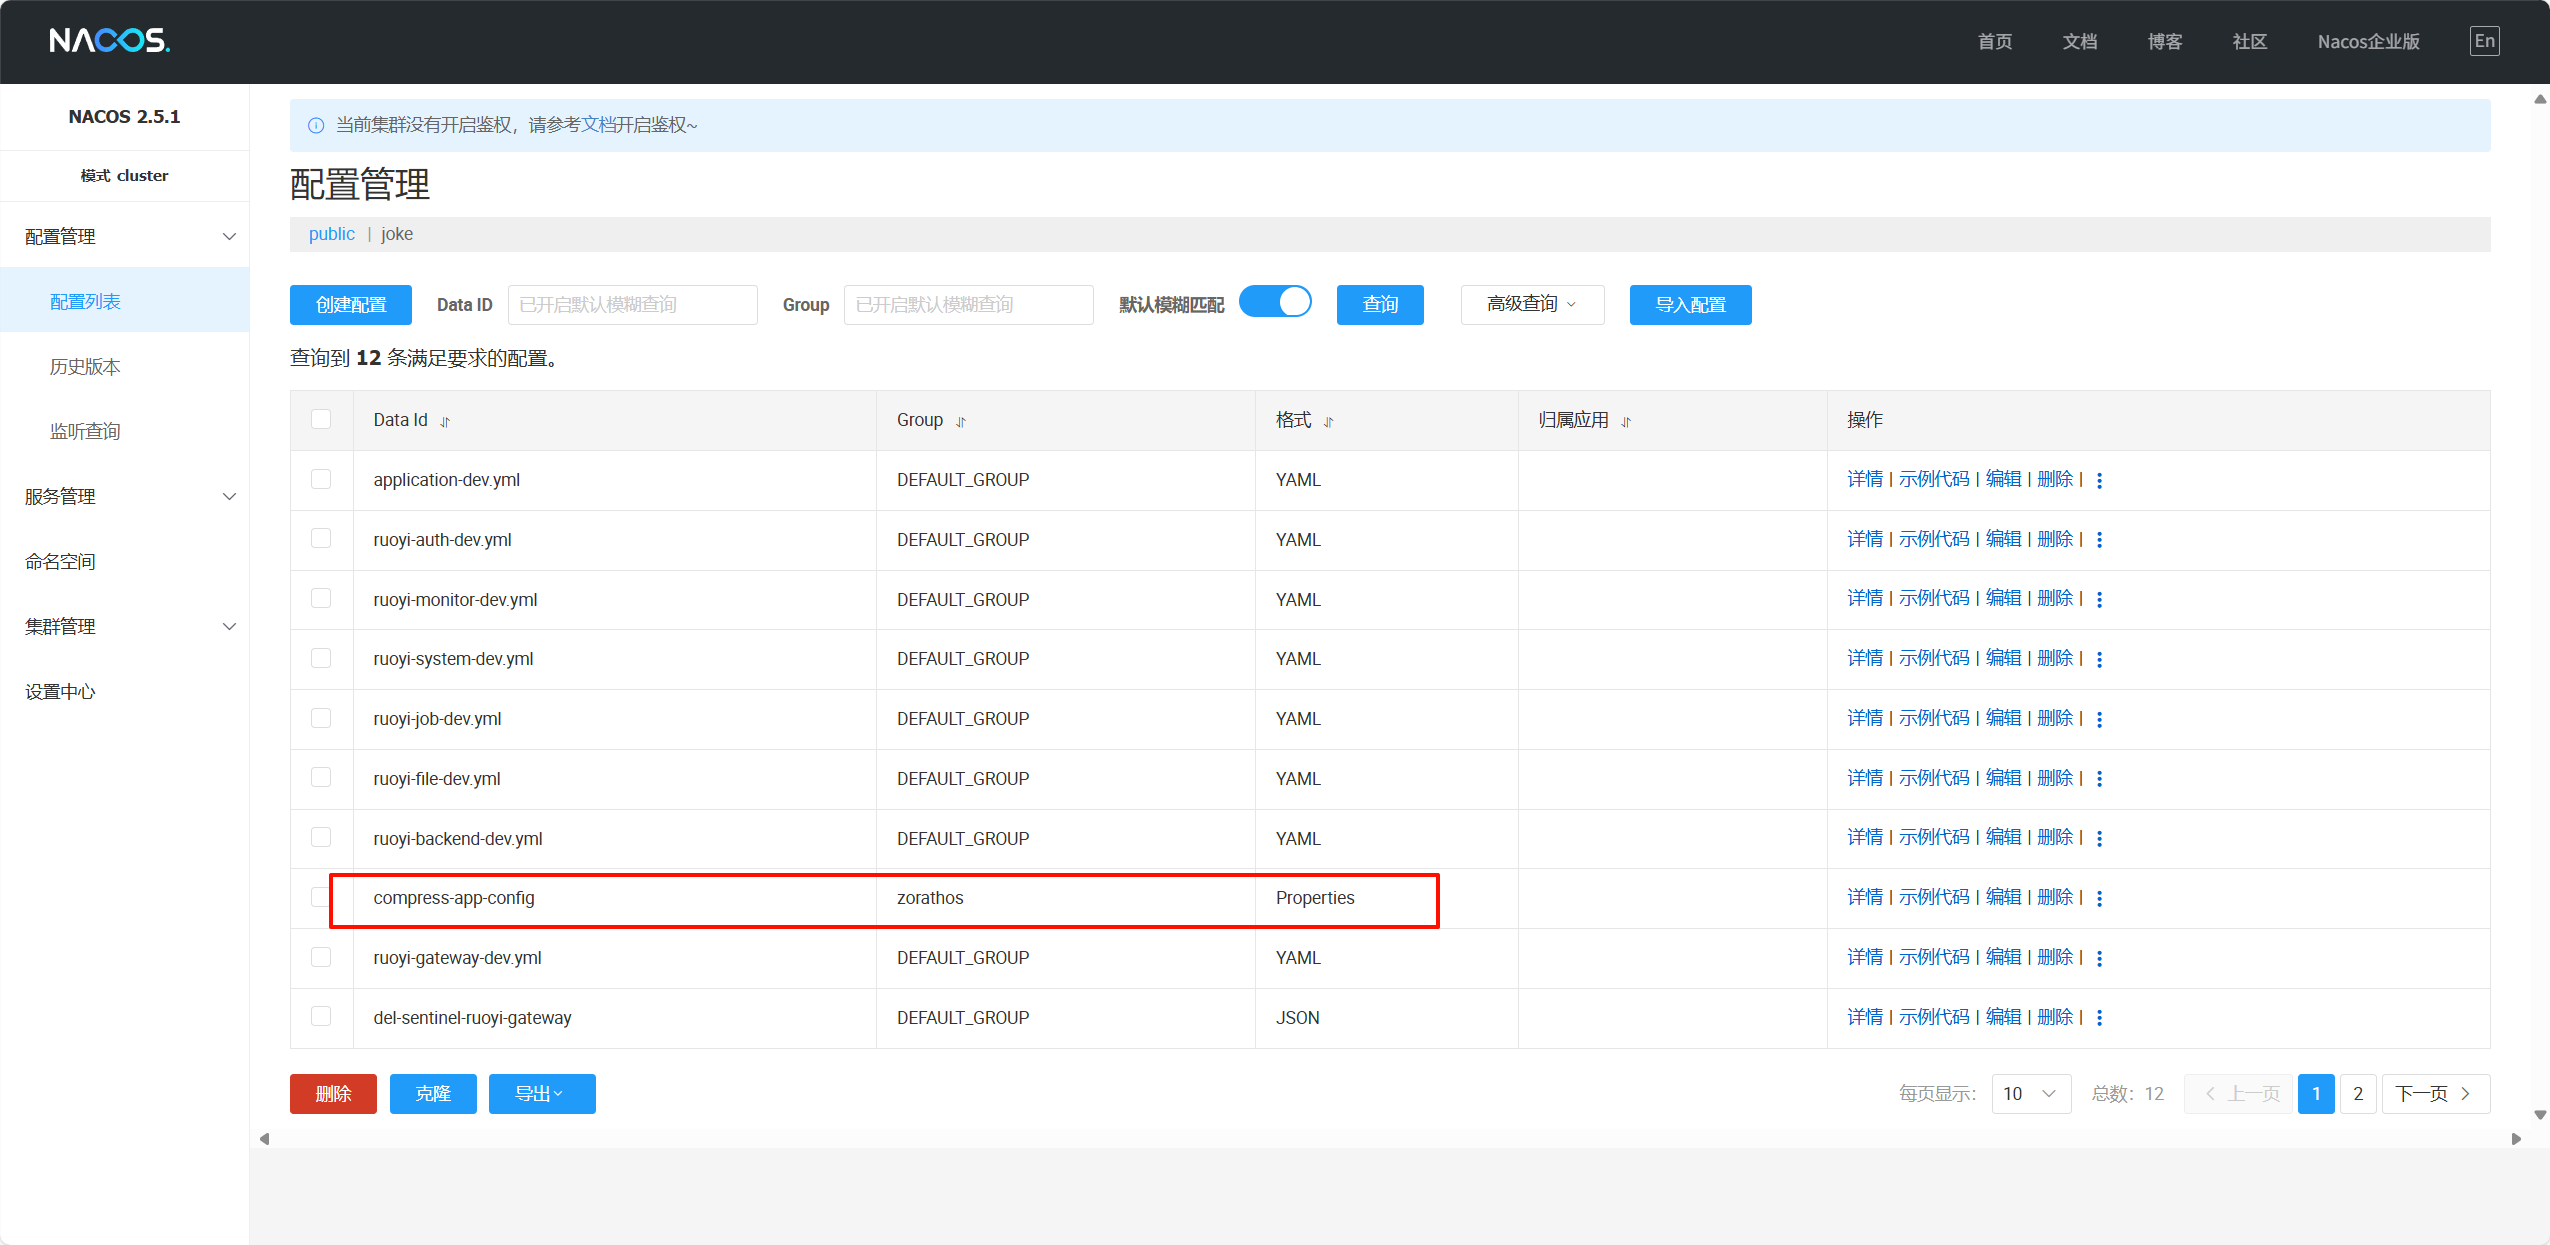 NACOS.
首页 文档 博客 社区 Nacos企业版 En
NACOS 2.5.1
模式 cluster
配置管理
配置列表
历史版本
监听查询
服务管理
命名空间
集群管理
设置中心
当前集群没有开启鉴权，请参考文档开启鉴权~
配置管理
public | joke
创建配置 Data ID 已开启默认模糊查询 Group 已开启默认模糊查询 默认模糊匹配 查询 高级查询 导入配置
查询到 12 条满足要求的配置。
Data Id Group 格式 归属应用 操作
application-dev.yml DEFAULT_GROUP YAML 详情 | 示例代码 | 编辑 | 删除 |
ruoyi-auth-dev.yml DEFAULT_GROUP YAML 详情 | 示例代码 | 编辑 | 删除 |
ruoyi-monitor-dev.yml DEFAULT_GROUP YAML 详情 | 示例代码 | 编辑 | 删除 |
ruoyi-system-dev.yml DEFAULT_GROUP YAML 详情 | 示例代码 | 编辑 | 删除 |
ruoyi-job-dev.yml DEFAULT_GROUP YAML 详情 | 示例代码 | 编辑 | 删除 |
ruoyi-file-dev.yml DEFAULT_GROUP YAML 详情 | 示例代码 | 编辑 | 删除 |
ruoyi-backend-dev.yml DEFAULT_GROUP YAML 详情 | 示例代码 | 编辑 | 删除 |
compress-app-config zorathos Properties 详情 | 示例代码 | 编辑 | 删除 |
ruoyi-gateway-dev.yml DEFAULT_GROUP YAML 详情 | 示例代码 | 编辑 | 删除 |
del-sentinel-ruoyi-gateway DEFAULT_GROUP JSON 详情 | 示例代码 | 编辑 | 删除 |
删除 克隆 导出 每页显示： 10 总数：12 上一页 1 2 下一页